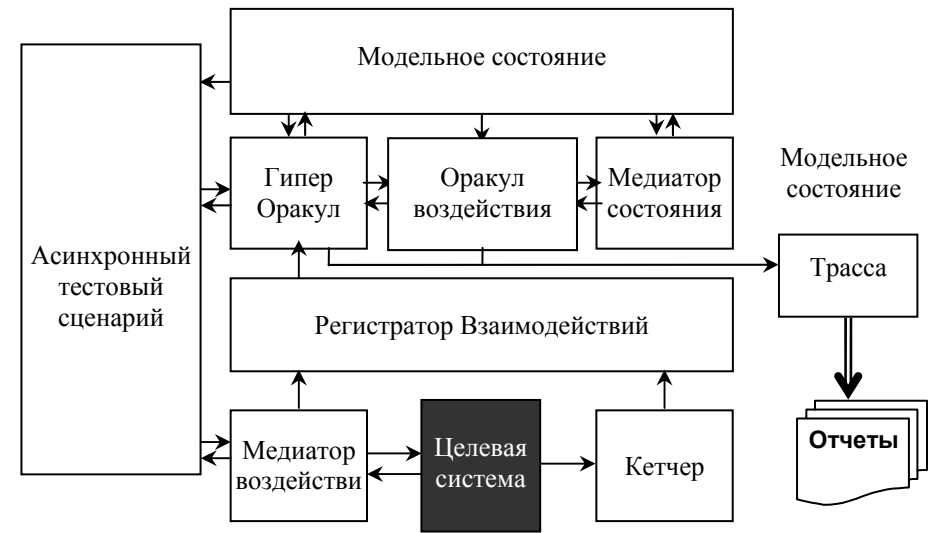 Модельное состояние
Гипер
Оракул
Оракул
воздействия
Медиатор
состояния
Модельное
состояние
Асинхронный
тестовый
сценарий
Трасса
Регистратор Взаимодействий
Медиатор
воздействи
Целевая
система
Кетчер
Отчеты